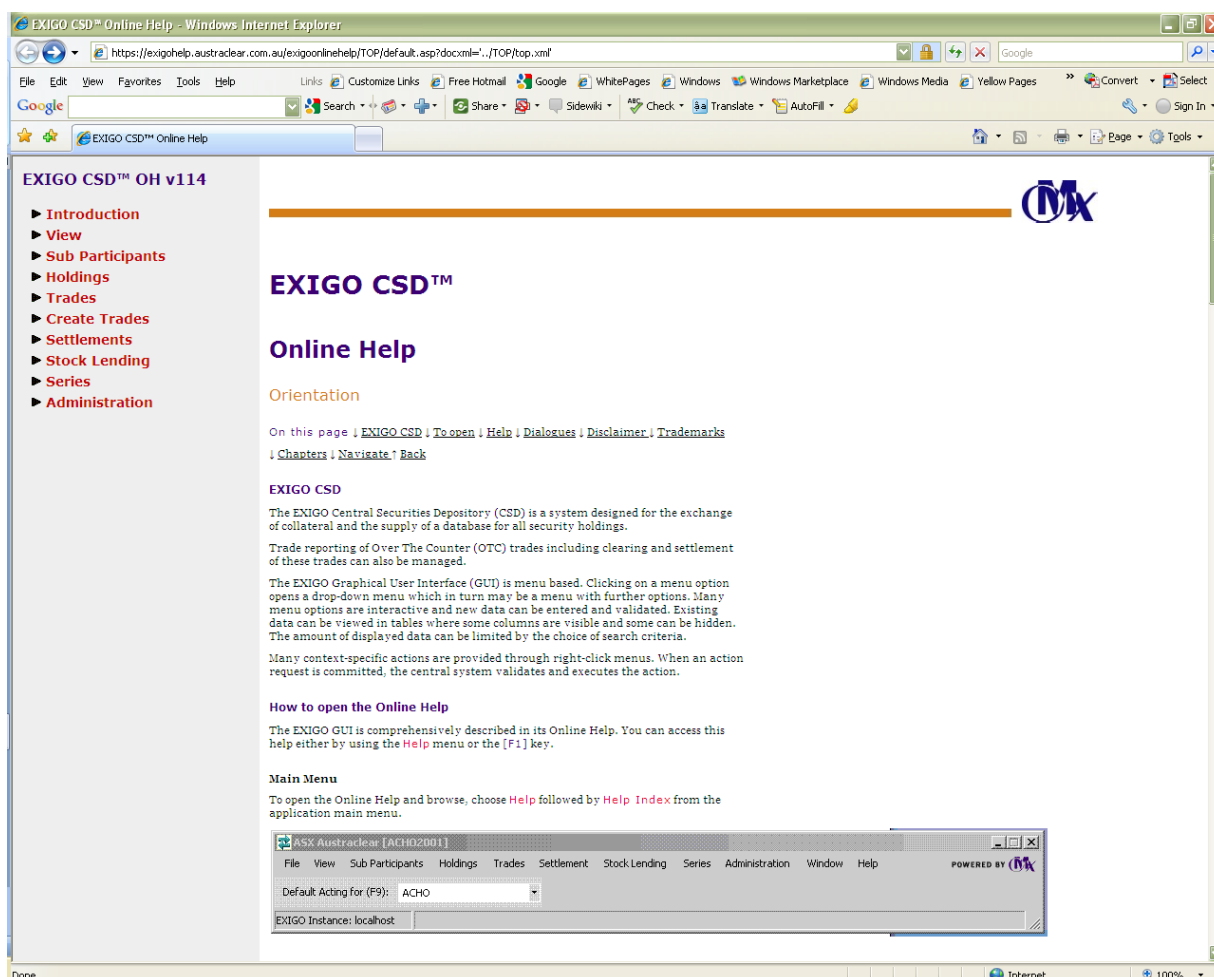 EXIGO CSD™ Online Help - Windows Internet Explorer
https://exigohelp.austraclear.com.au/exigoonlinehelp/TOP/default.asp?docxml='../TOP/top.xml'
Google
File Edit View Favorites Tools Help
Links Customize Links Free Hotmail Google WhitePages Windows Windows Marketplace Windows Media Yellow Pages » Convert Select
Google Search Share Sidewiki Check Translate AutoFill Sign In
EXIGO CSD™ Online Help
Page Tools
EXIGO CSD™ OH v114
Introduction
View
Sub Participants
Holdings
Trades
Create Trades
Settlements
Stock Lending
Series
Administration
OMX
EXIGO CSD™
Online Help
Orientation
On this page ↓ EXIGO CSD ↓ To open ↓ Help ↓ Dialogues ↓ Disclaimer ↓ Trademarks
↓ Chapters ↓ Navigate ↑ Back
EXIGO CSD
The EXIGO Central Securities Depository (CSD) is a system designed for the exchange
of collateral and the supply of a database for all security holdings.
Trade reporting of Over The Counter (OTC) trades including clearing and settlement
of these trades can also be managed.
The EXIGO Graphical User Interface (GUI) is menu based. Clicking on a menu option
opens a drop-down menu which in turn may be a menu with further options. Many
menu options are interactive and new data can be entered and validated. Existing
data can be viewed in tables where some columns are visible and some can be hidden.
The amount of displayed data can be limited by the choice of search criteria.
Many context-specific actions are provided through right-click menus. When an action
request is committed, the central system validates and executes the action.
How to open the Online Help
The EXIGO GUI is comprehensively described in its Online Help. You can access this
help either by using the Help menu or the [F1] key.
Main Menu
To open the Online Help and browse, choose Help followed by Help Index from the
application main menu.
ASX Austraclear [ACHO2001]
File View Sub Participants Holdings Trades Settlement Stock Lending Series Administration Window Help POWERED BY OMX
Default Acting for (F9): ACHO
EXIGO Instance: localhost
Done
Internet
100%